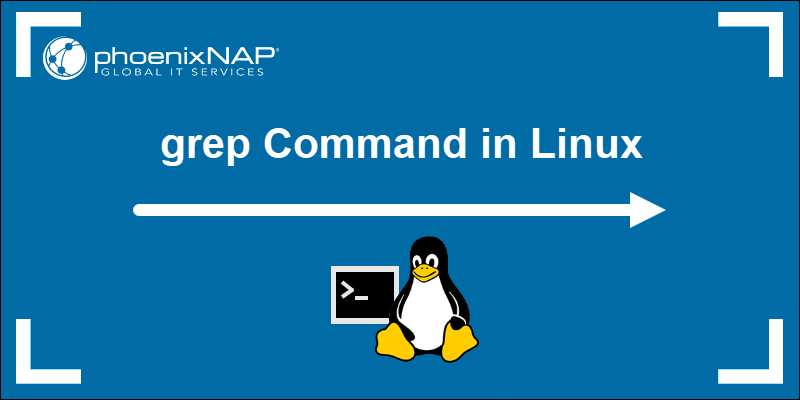 phoenixNAP®
GLOBAL IT SERVICES
grep Command in Linux
>_